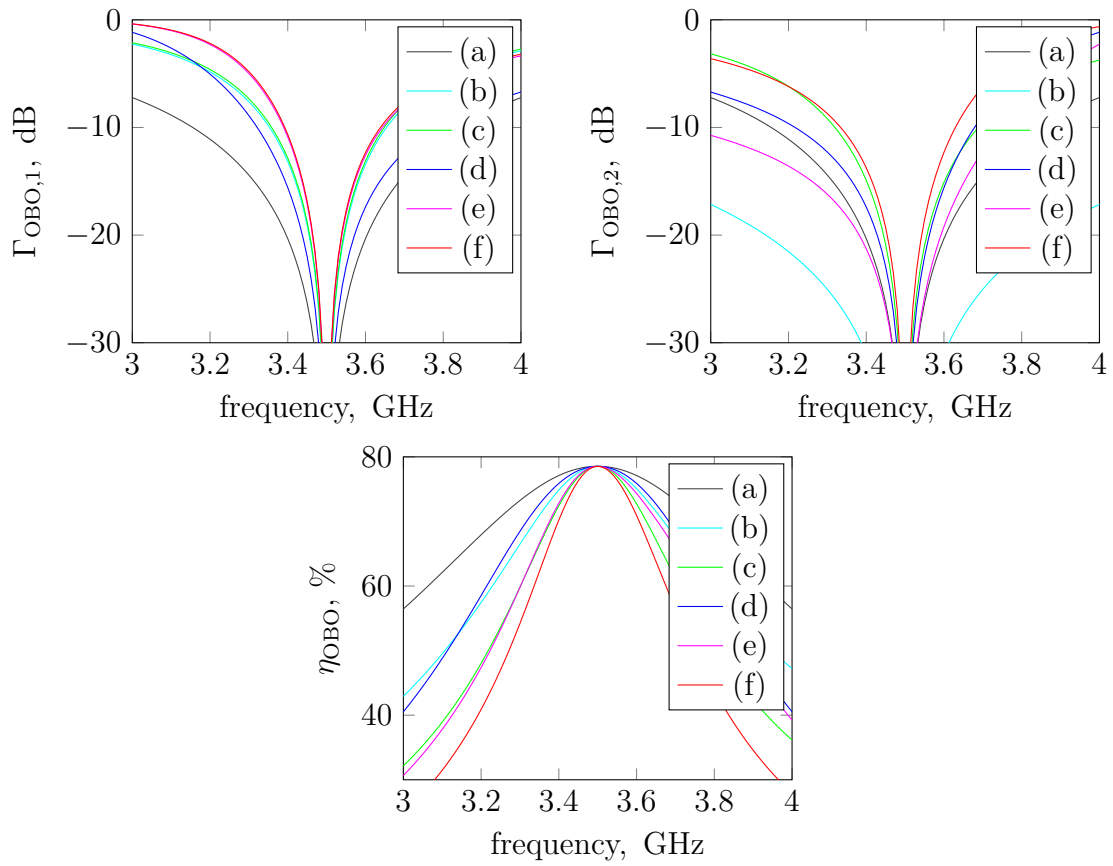 0
−10
−20
−30
Γ_OBO,1, dB
3
3.2
3.4
3.6
3.8
4
frequency, GHz
(a)
(b)
(c)
(d)
(e)
(f)
0
−10
−20
−30
Γ_OBO,2, dB
3
3.2
3.4
3.6
3.8
4
frequency, GHz
(a)
(b)
(c)
(d)
(e)
(f)
80
60
40
η_OBO, %
3
3.2
3.4
3.6
3.8
4
frequency, GHz
(a)
(b)
(c)
(d)
(e)
(f)